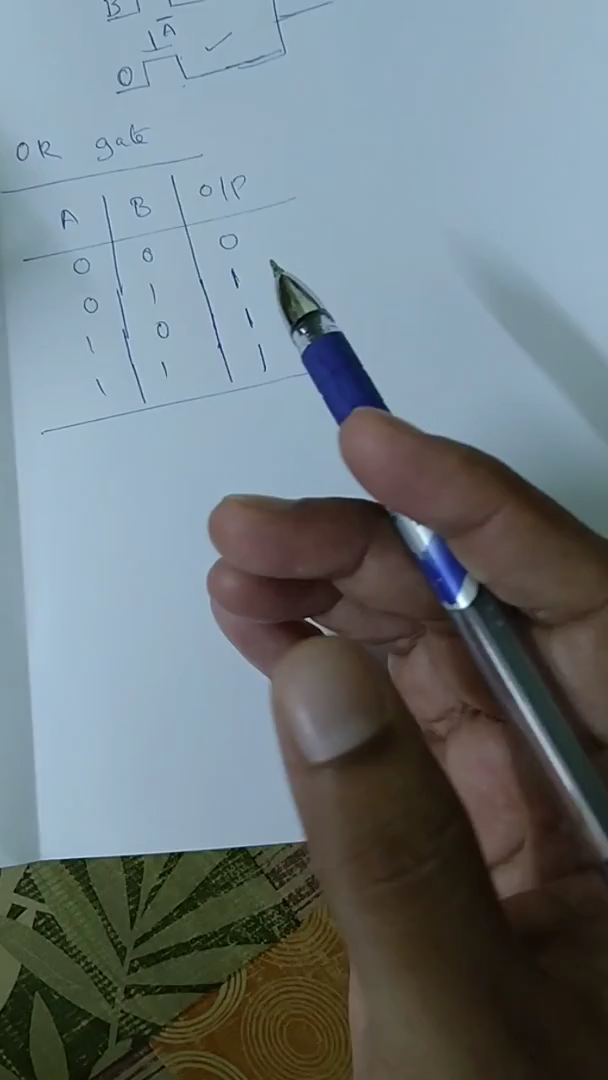 B
A̅
0
OR gate
A B O/P
0 0 0
0 1 1
1 0 1
1 1 1